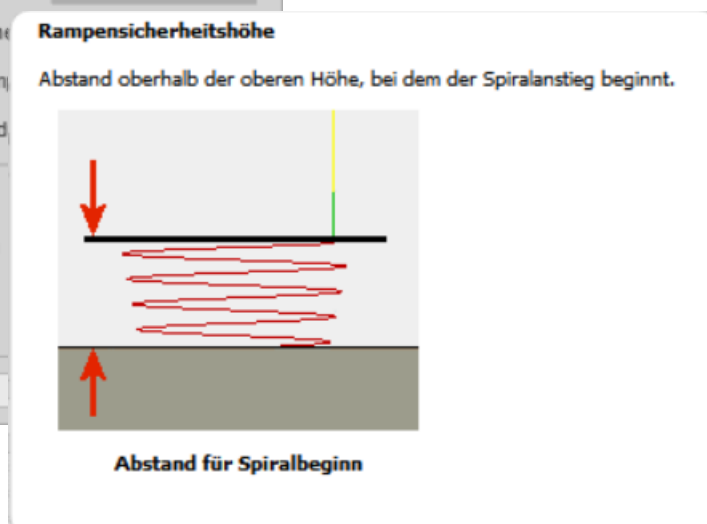 Rampensicherheitshöhe
Abstand oberhalb der oberen Höhe, bei dem der Spiralanstieg beginnt.
Abstand für Spiralbeginn